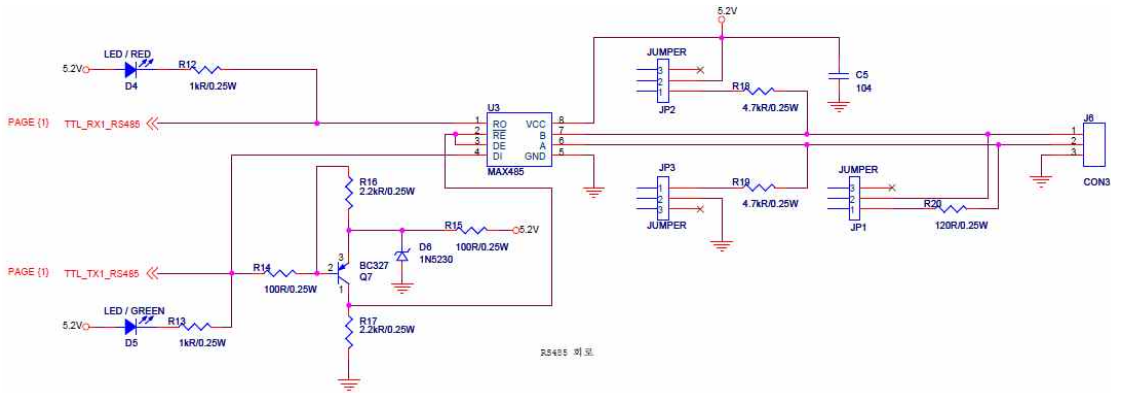 5.2V
LED / RED
R12
5.2V
D4
1kR/0.25W
JUMPER
3
2
1
JP2
R18
4.7kR/0.25W
C5
104
PAGE {1} TTL_RX1_RS485
U3
1 RO VCC 8
2 RE B 7
3 DE A 6
4 DI GND 5
MAX485
J6
1
2
3
CON3
JP3
1
2
3
JUMPER
R19
4.7kR/0.25W
JUMPER
3
2
1
JP1
R20
120R/0.25W
R16
2.2kR/0.25W
R15
5.2V
100R/0.25W
D6
1N5230
PAGE {1} TTL_TX1_RS485
R14
100R/0.25W
3
2
1
BC327
Q7
LED / GREEN
R13
5.2V
D5
1kR/0.25W
R17
2.2kR/0.25W
RS485 회로